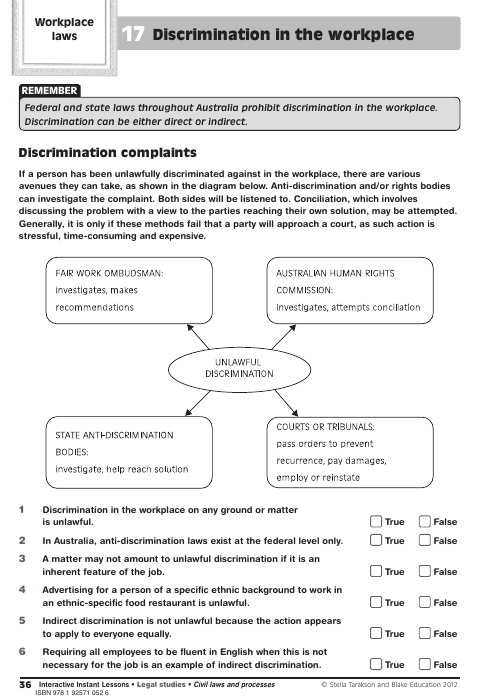 Workplace
laws
17 Discrimination in the workplace
REMEMBER
Federal and state laws throughout Australia prohibit discrimination in the workplace.
Discrimination can be either direct or indirect.
Discrimination complaints
If a person has been unlawfully discriminated against in the workplace, there are various
avenues they can take, as shown in the diagram below. Anti-discrimination and/or rights bodies
can investigate the complaint. Both sides will be listened to. Conciliation, which involves
discussing the problem with a view to the parties reaching their own solution, may be attempted.
Generally, it is only if these methods fail that a party will approach a court, as such action is
stressful, time-consuming and expensive.
FAIR WORK OMBUDSMAN:
investigates, makes
recommendations
AUSTRALIAN HUMAN RIGHTS
COMMISSION:
investigates, attempts conciliation
UNLAWFUL
DISCRIMINATION
STATE ANTI-DISCRIMINATION
BODIES:
investigate, help reach solution
COURTS OR TRIBUNALS:
pass orders to prevent
recurrence, pay damages,
employ or reinstate
1 Discrimination in the workplace on any ground or matter
is unlawful. True False
2 In Australia, anti-discrimination laws exist at the federal level only. True False
3 A matter may not amount to unlawful discrimination if it is an
inherent feature of the job. True False
4 Advertising for a person of a specific ethnic background to work in
an ethnic-specific food restaurant is unlawful. True False
5 Indirect discrimination is not unlawful because the action appears
to apply to everyone equally. True False
6 Requiring all employees to be fluent in English when this is not
necessary for the job is an example of indirect discrimination. True False
36 Interactive Instant Lessons • Legal studies • Civil laws and processes © Stella Tarakson and Blake Education 2012
ISBN 978 1 92571 052 6